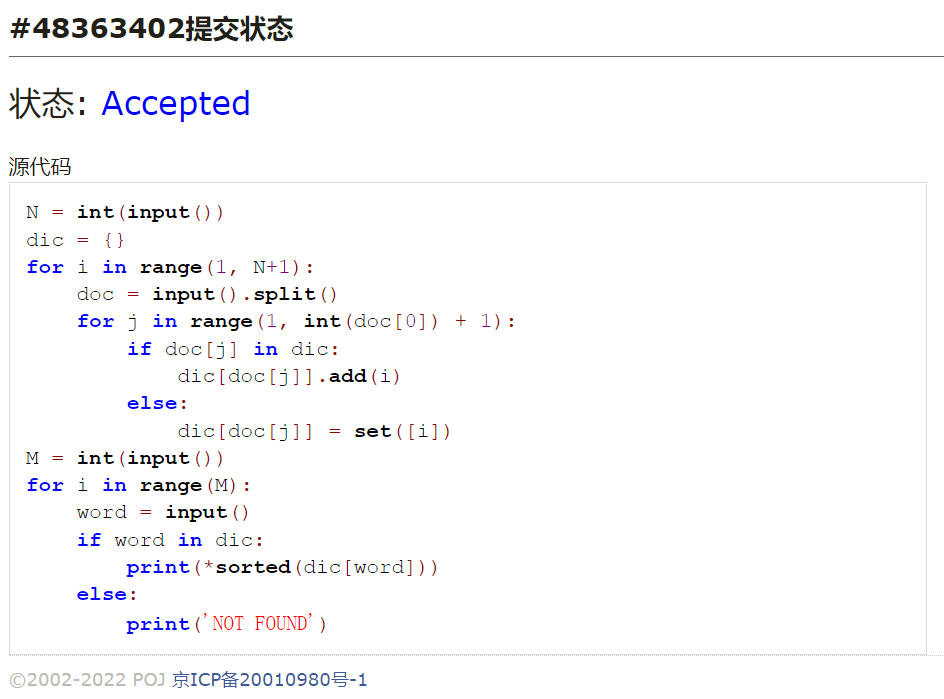 #48363402提交状态
状态: Accepted
源代码
N = int(input())
dic = {}
for i in range(1, N+1):
    doc = input().split()
    for j in range(1, int(doc[0]) + 1):
        if doc[j] in dic:
            dic[doc[j]].add(i)
        else:
            dic[doc[j]] = set([i])
M = int(input())
for i in range(M):
    word = input()
    if word in dic:
        print(*sorted(dic[word]))
    else:
        print('NOT FOUND')
©2002-2022 POJ 京ICP备20010980号-1